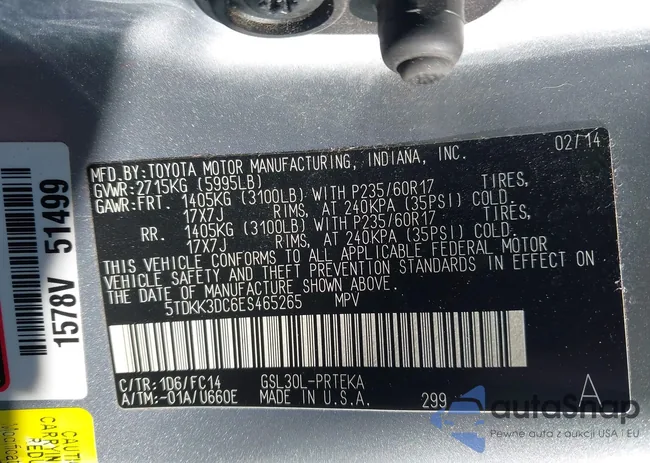 02/14
MFD.BY:TOYOTA MOTOR MANUFACTURING, INDIANA, INC.
GVWR:2715KG (5995LB)
GAWR:FRT. 1405KG (3100LB) WITH P235/60R17 TIRES,
17X7J RIMS, AT 240KPA (35PSI) COLD.
RR. 1405KG (3100LB) WITH P235/60R17 TIRES,
17X7J RIMS, AT 240KPA (35PSI) COLD.
THIS VEHICLE CONFORMS TO ALL APPLICABLE FEDERAL MOTOR
VEHICLE SAFETY AND THEFT PREVENTION STANDARDS IN EFFECT ON
THE DATE OF MANUFACTURE SHOWN ABOVE.
5TDKK3DC6ES465265 MPV
C/TR: 1D6/FC14 GSL30L-PRTEKA
A/TM:-01A/U660E MADE IN U.S.A. 299 A
1578V 51499
CAUT
CARRYIN
REDU
Modificat
autoSnap
Pewne auta z aukcji USA i EU